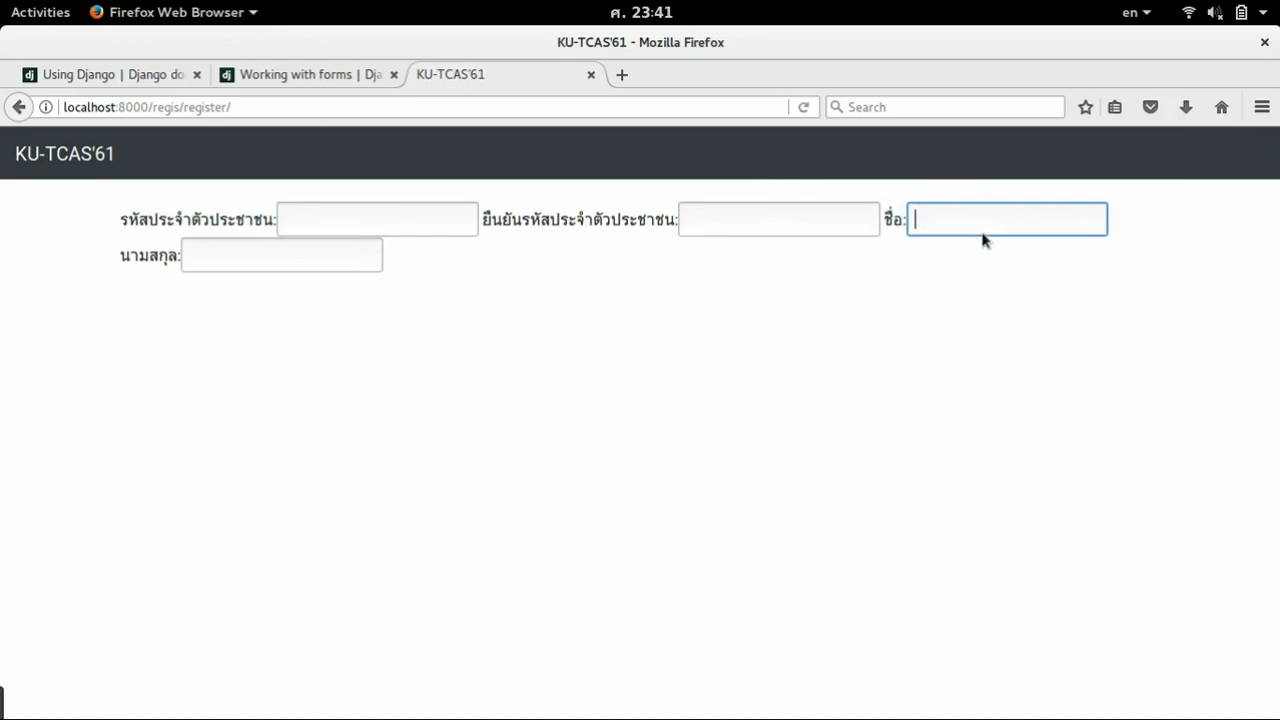 Activities Firefox Web Browser ศ. 23:41 en
KU-TCAS'61 - Mozilla Firefox
Using Django | Django do Working with forms | Dja KU-TCAS'61
localhost:8000/regis/register/ Search
KU-TCAS'61
รหัสประจำตัวประชาชน: ยืนยันรหัสประจำตัวประชาชน: ชื่อ:
นามสกุล: